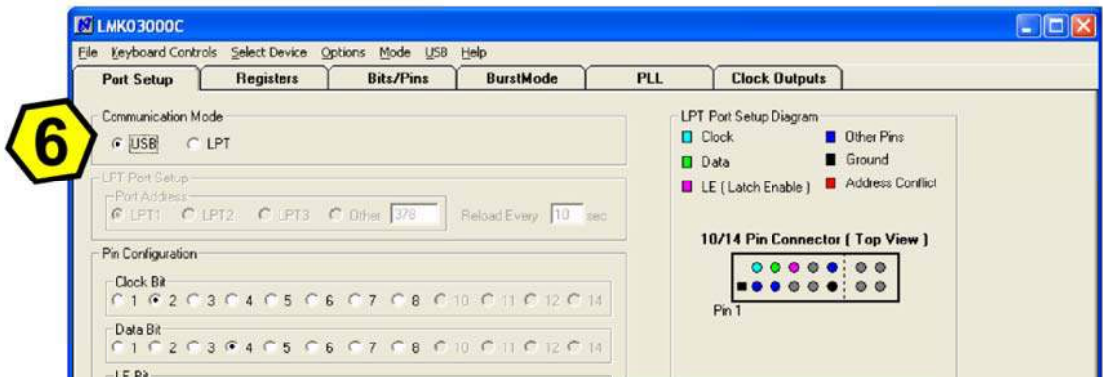 LMK03000C
File Keyboard Controls Select Device Options Mode USB Help
Port Setup Registers Bits/Pins BurstMode PLL Clock Outputs
6
Communication Mode
USB LPT
LPT Port Setup
Port Address
LPT1 LPT2 LPT3 Other 378 Reload Every 10 sec
Pin Configuration
Clock Bit
1 2 3 4 5 6 7 8 10 11 12 14
Data Bit
1 2 3 4 5 6 7 8 10 11 12 14
LE Bit
LPT Port Setup Diagram
Clock Other Pins
Data Ground
LE ( Latch Enable ) Address Conflict
10/14 Pin Connector ( Top View )
Pin 1